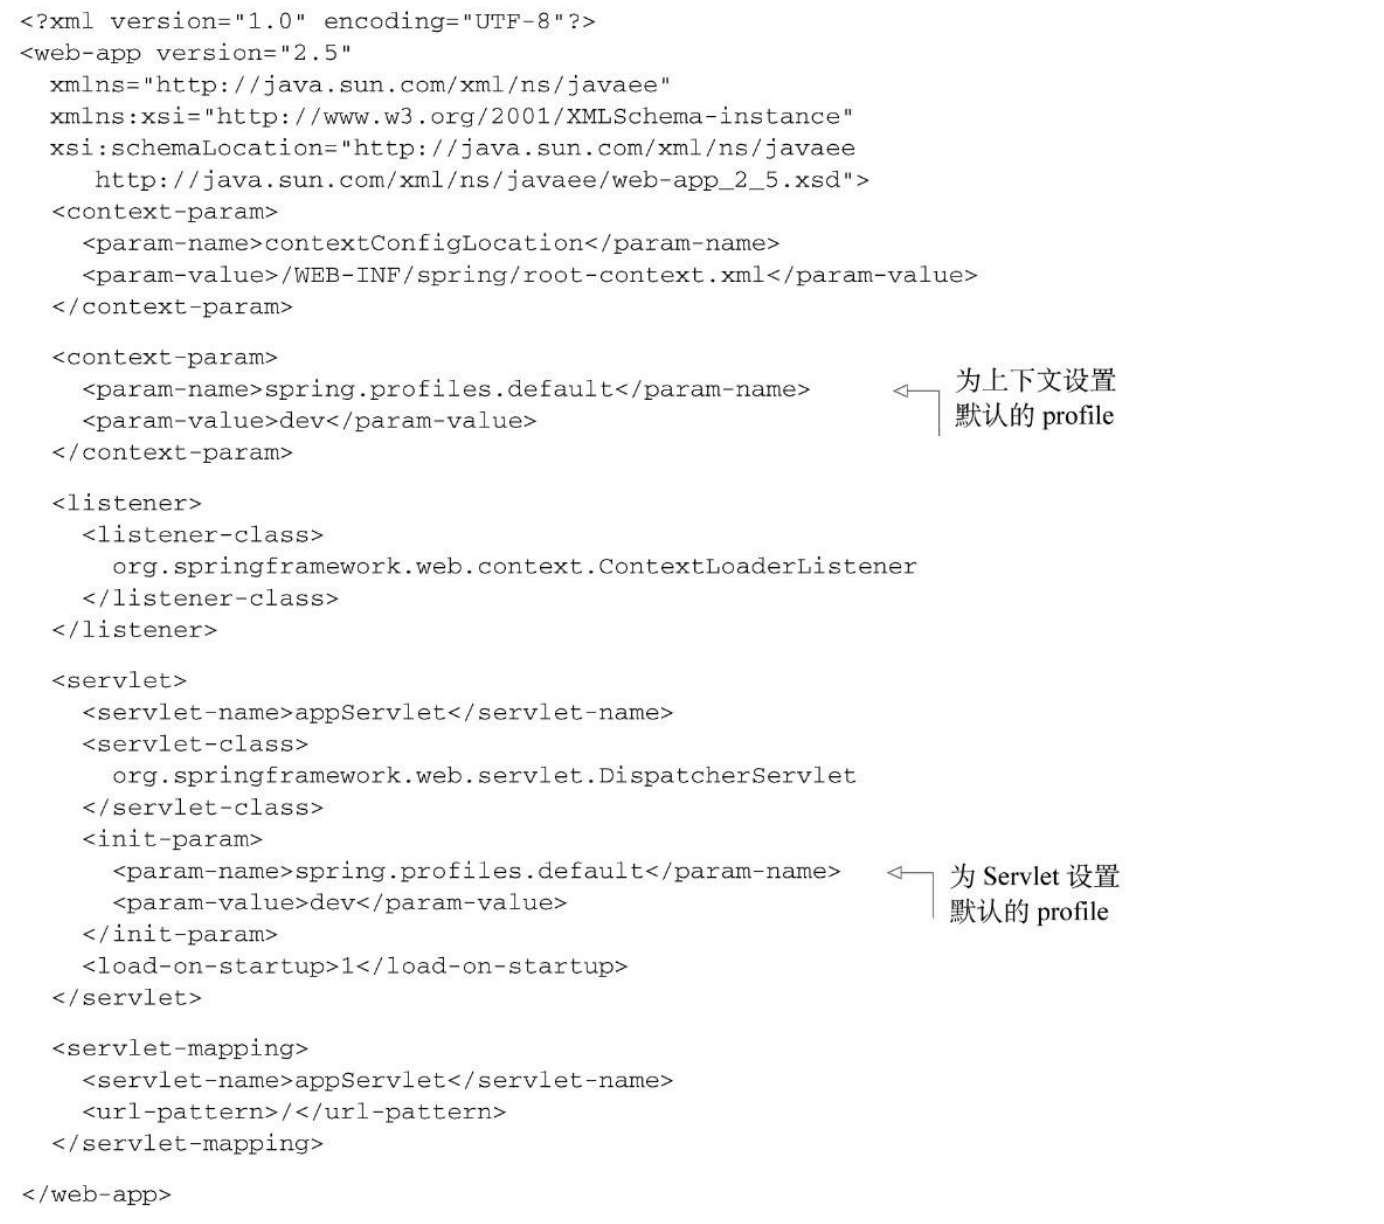 <?xml version="1.0" encoding="UTF-8"?>
<web-app version="2.5"
  xmlns="http://java.sun.com/xml/ns/javaee"
  xmlns:xsi="http://www.w3.org/2001/XMLSchema-instance"
  xsi:schemaLocation="http://java.sun.com/xml/ns/javaee
     http://java.sun.com/xml/ns/javaee/web-app_2_5.xsd">
  <context-param>
    <param-name>contextConfigLocation</param-name>
    <param-value>/WEB-INF/spring/root-context.xml</param-value>
  </context-param>
  <context-param>
    <param-name>spring.profiles.default</param-name>
    <param-value>dev</param-value>
  </context-param>
为上下文设置
默认的 profile
  <listener>
    <listener-class>
      org.springframework.web.context.ContextLoaderListener
    </listener-class>
  </listener>
  <servlet>
    <servlet-name>appServlet</servlet-name>
    <servlet-class>
      org.springframework.web.servlet.DispatcherServlet
    </servlet-class>
    <init-param>
      <param-name>spring.profiles.default</param-name>
      <param-value>dev</param-value>
    </init-param>
    <load-on-startup>1</load-on-startup>
  </servlet>
为 Servlet 设置
默认的 profile
  <servlet-mapping>
    <servlet-name>appServlet</servlet-name>
    <url-pattern>/</url-pattern>
  </servlet-mapping>
</web-app>